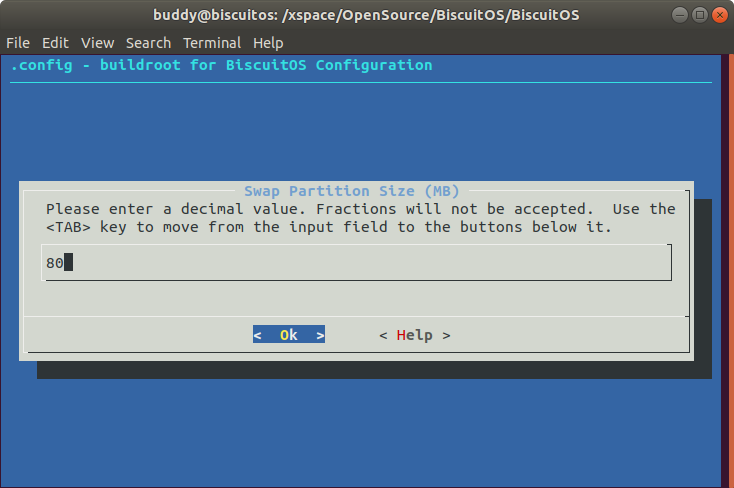 buddy@biscuitos: /xspace/OpenSource/BiscuitOS/BiscuitOS
File Edit View Search Terminal Help
.config - buildroot for BiscuitOS Configuration
Swap Partition Size (MB)
Please enter a decimal value. Fractions will not be accepted.  Use the
<TAB> key to move from the input field to the buttons below it.
80
<  Ok  >      < Help >